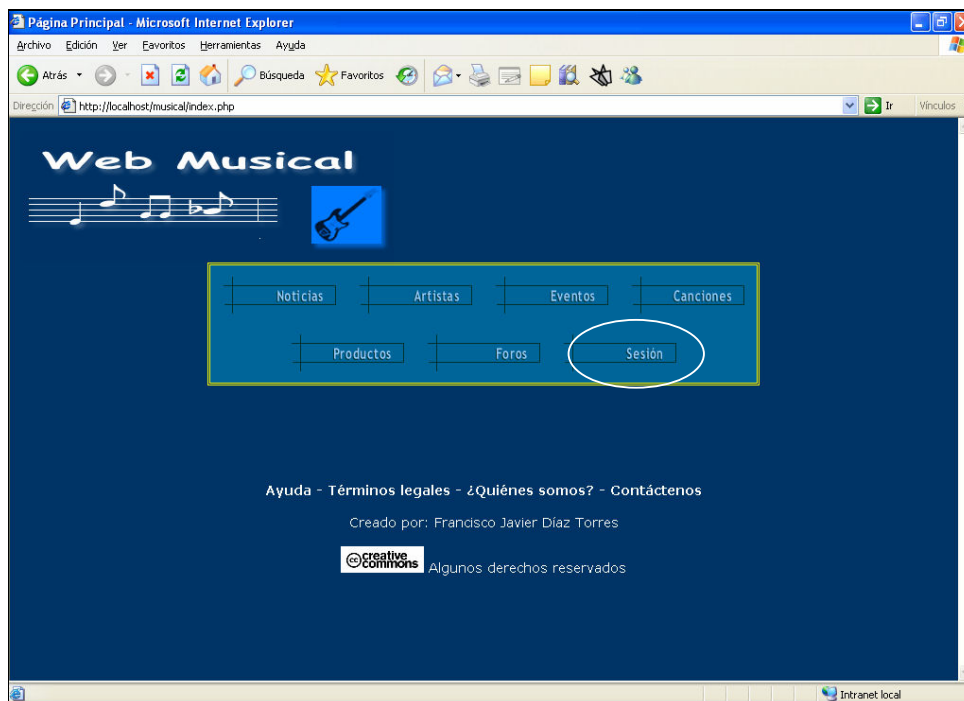 Página Principal - Microsoft Internet Explorer
Archivo Edición Ver Favoritos Herramientas Ayuda
Atrás Búsqueda Favoritos
Dirección http://localhost/musical/index.php Ir Vínculos
Web Musical
Noticias Artistas Eventos Canciones
Productos Foros Sesión
Ayuda - Términos legales - ¿Quiénes somos? - Contáctenos
Creado por: Francisco Javier Díaz Torres
cc creative commons Algunos derechos reservados
Intranet local